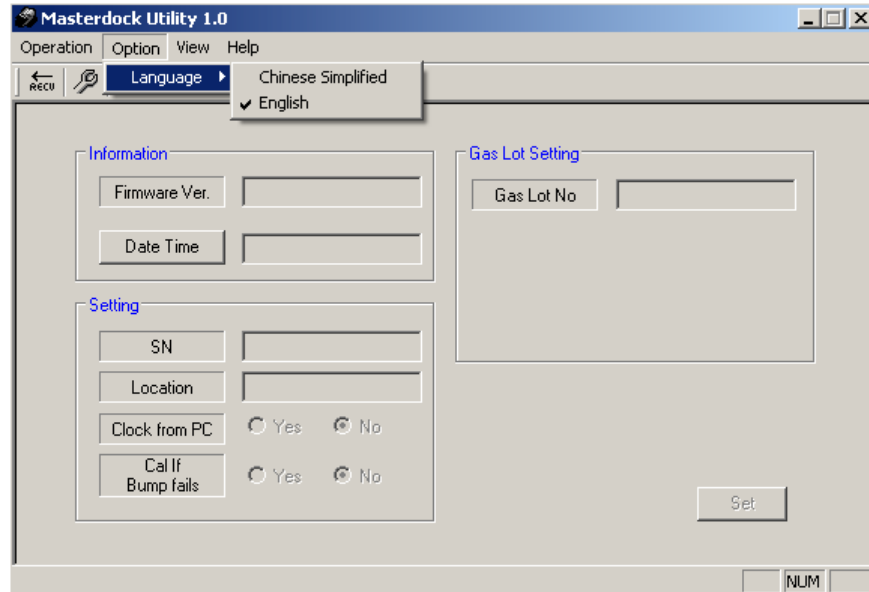 Masterdock Utility 1.0
Operation Option View Help
RECV Language Chinese Simplified
English
Information
Firmware Ver.
Date Time
Gas Lot Setting
Gas Lot No
Setting
SN
Location
Clock from PC Yes No
Cal If
Bump fails Yes No
Set
NUM